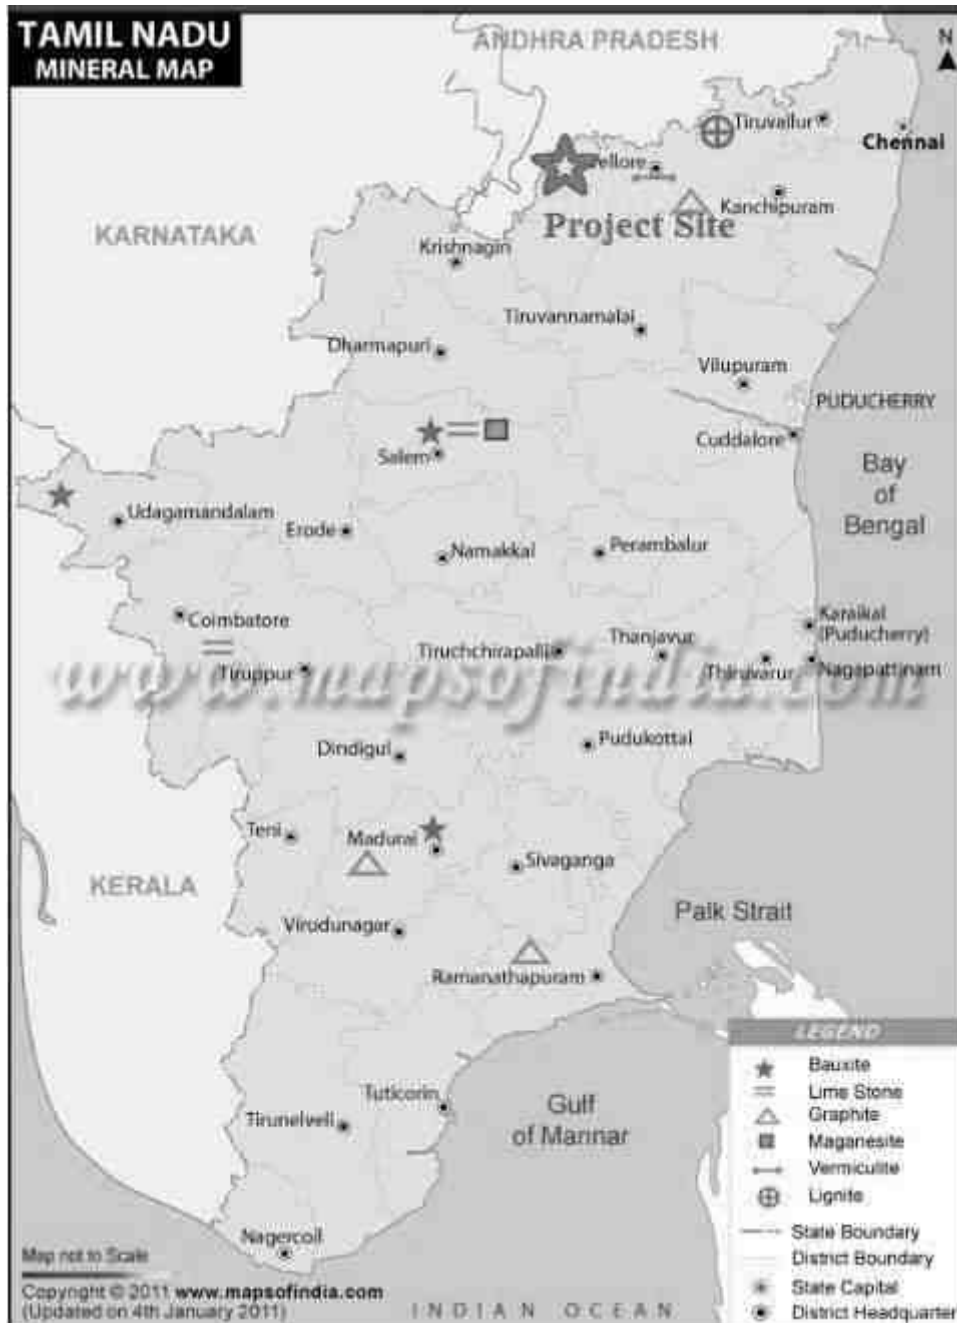 TAMIL NADU
MINERAL MAP
ANDHRA PRADESH
N
Tiruvallur
Chennai
Vellore
Kanchipuram
Project Site
KARNATAKA
Krishnagiri
Tiruvannamalai
Dharmapuri
Vilupuram
PUDUCHERRY
Cuddalore
Salem
Bay
of
Bengal
Udagamandalam
Erode
Namakkal
Perambalur
Coimbatore
Karaikal
(Puducherry)
Tiruchchirapalli
Thanjavur
Tiruppur
Thiruvarur
Nagapattinam
www.mapsofindia.com
Dindigul
Pudukottai
Teni
Madurai
Sivaganga
KERALA
Virudunagar
Palk Strait
Ramanathapuram
LEGEND
Bauxite
Lime Stone
Graphite
Maganesite
Vermiculite
Lignite
State Boundary
District Boundary
State Capital
District Headquarter
Tuticorin
Tirunelveli
Gulf
of Mannar
Nagercoil
Map not to Scale
Copyright © 2011 www.mapsofindia.com
(Updated on 4th January 2011)
INDIAN OCEAN